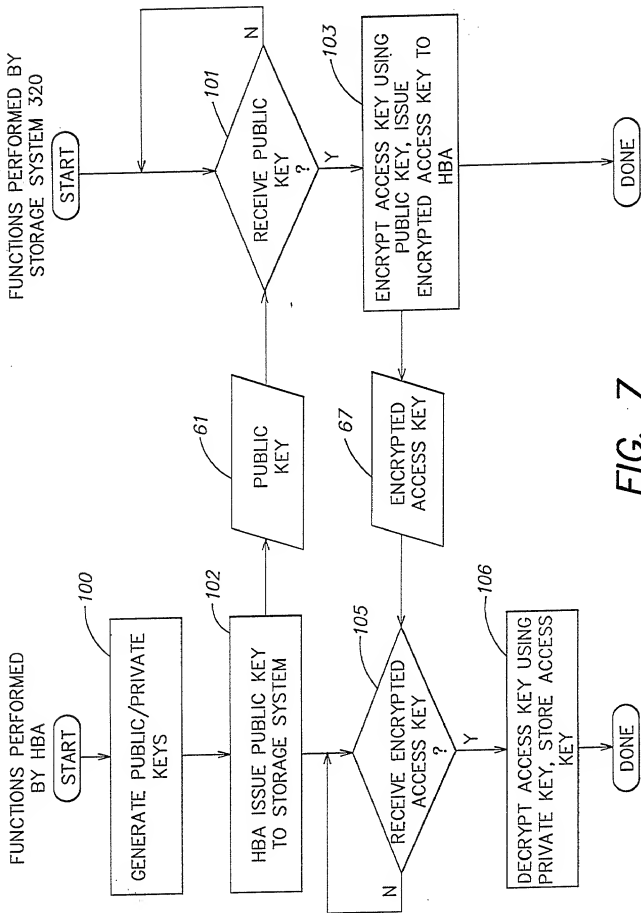 FUNCTIONS PERFORMED
BY HBA
START
100
GENERATE PUBLIC/PRIVATE
KEYS
102
HBA ISSUE PUBLIC KEY
TO STORAGE SYSTEM
105
RECEIVE ENCRYPTED
ACCESS KEY
?
N
Y
106
DECRYPT ACCESS KEY USING
PRIVATE KEY, STORE ACCESS
KEY
DONE
61
PUBLIC
KEY
67
ENCRYPTED
ACCESS KEY
FUNCTIONS PERFORMED BY
STORAGE SYSTEM 320
START
101
RECEIVE PUBLIC
KEY
?
N
Y
103
ENCRYPT ACCESS KEY USING
PUBLIC KEY, ISSUE
ENCRYPTED ACCESS KEY TO
HBA
DONE
FIG. 7